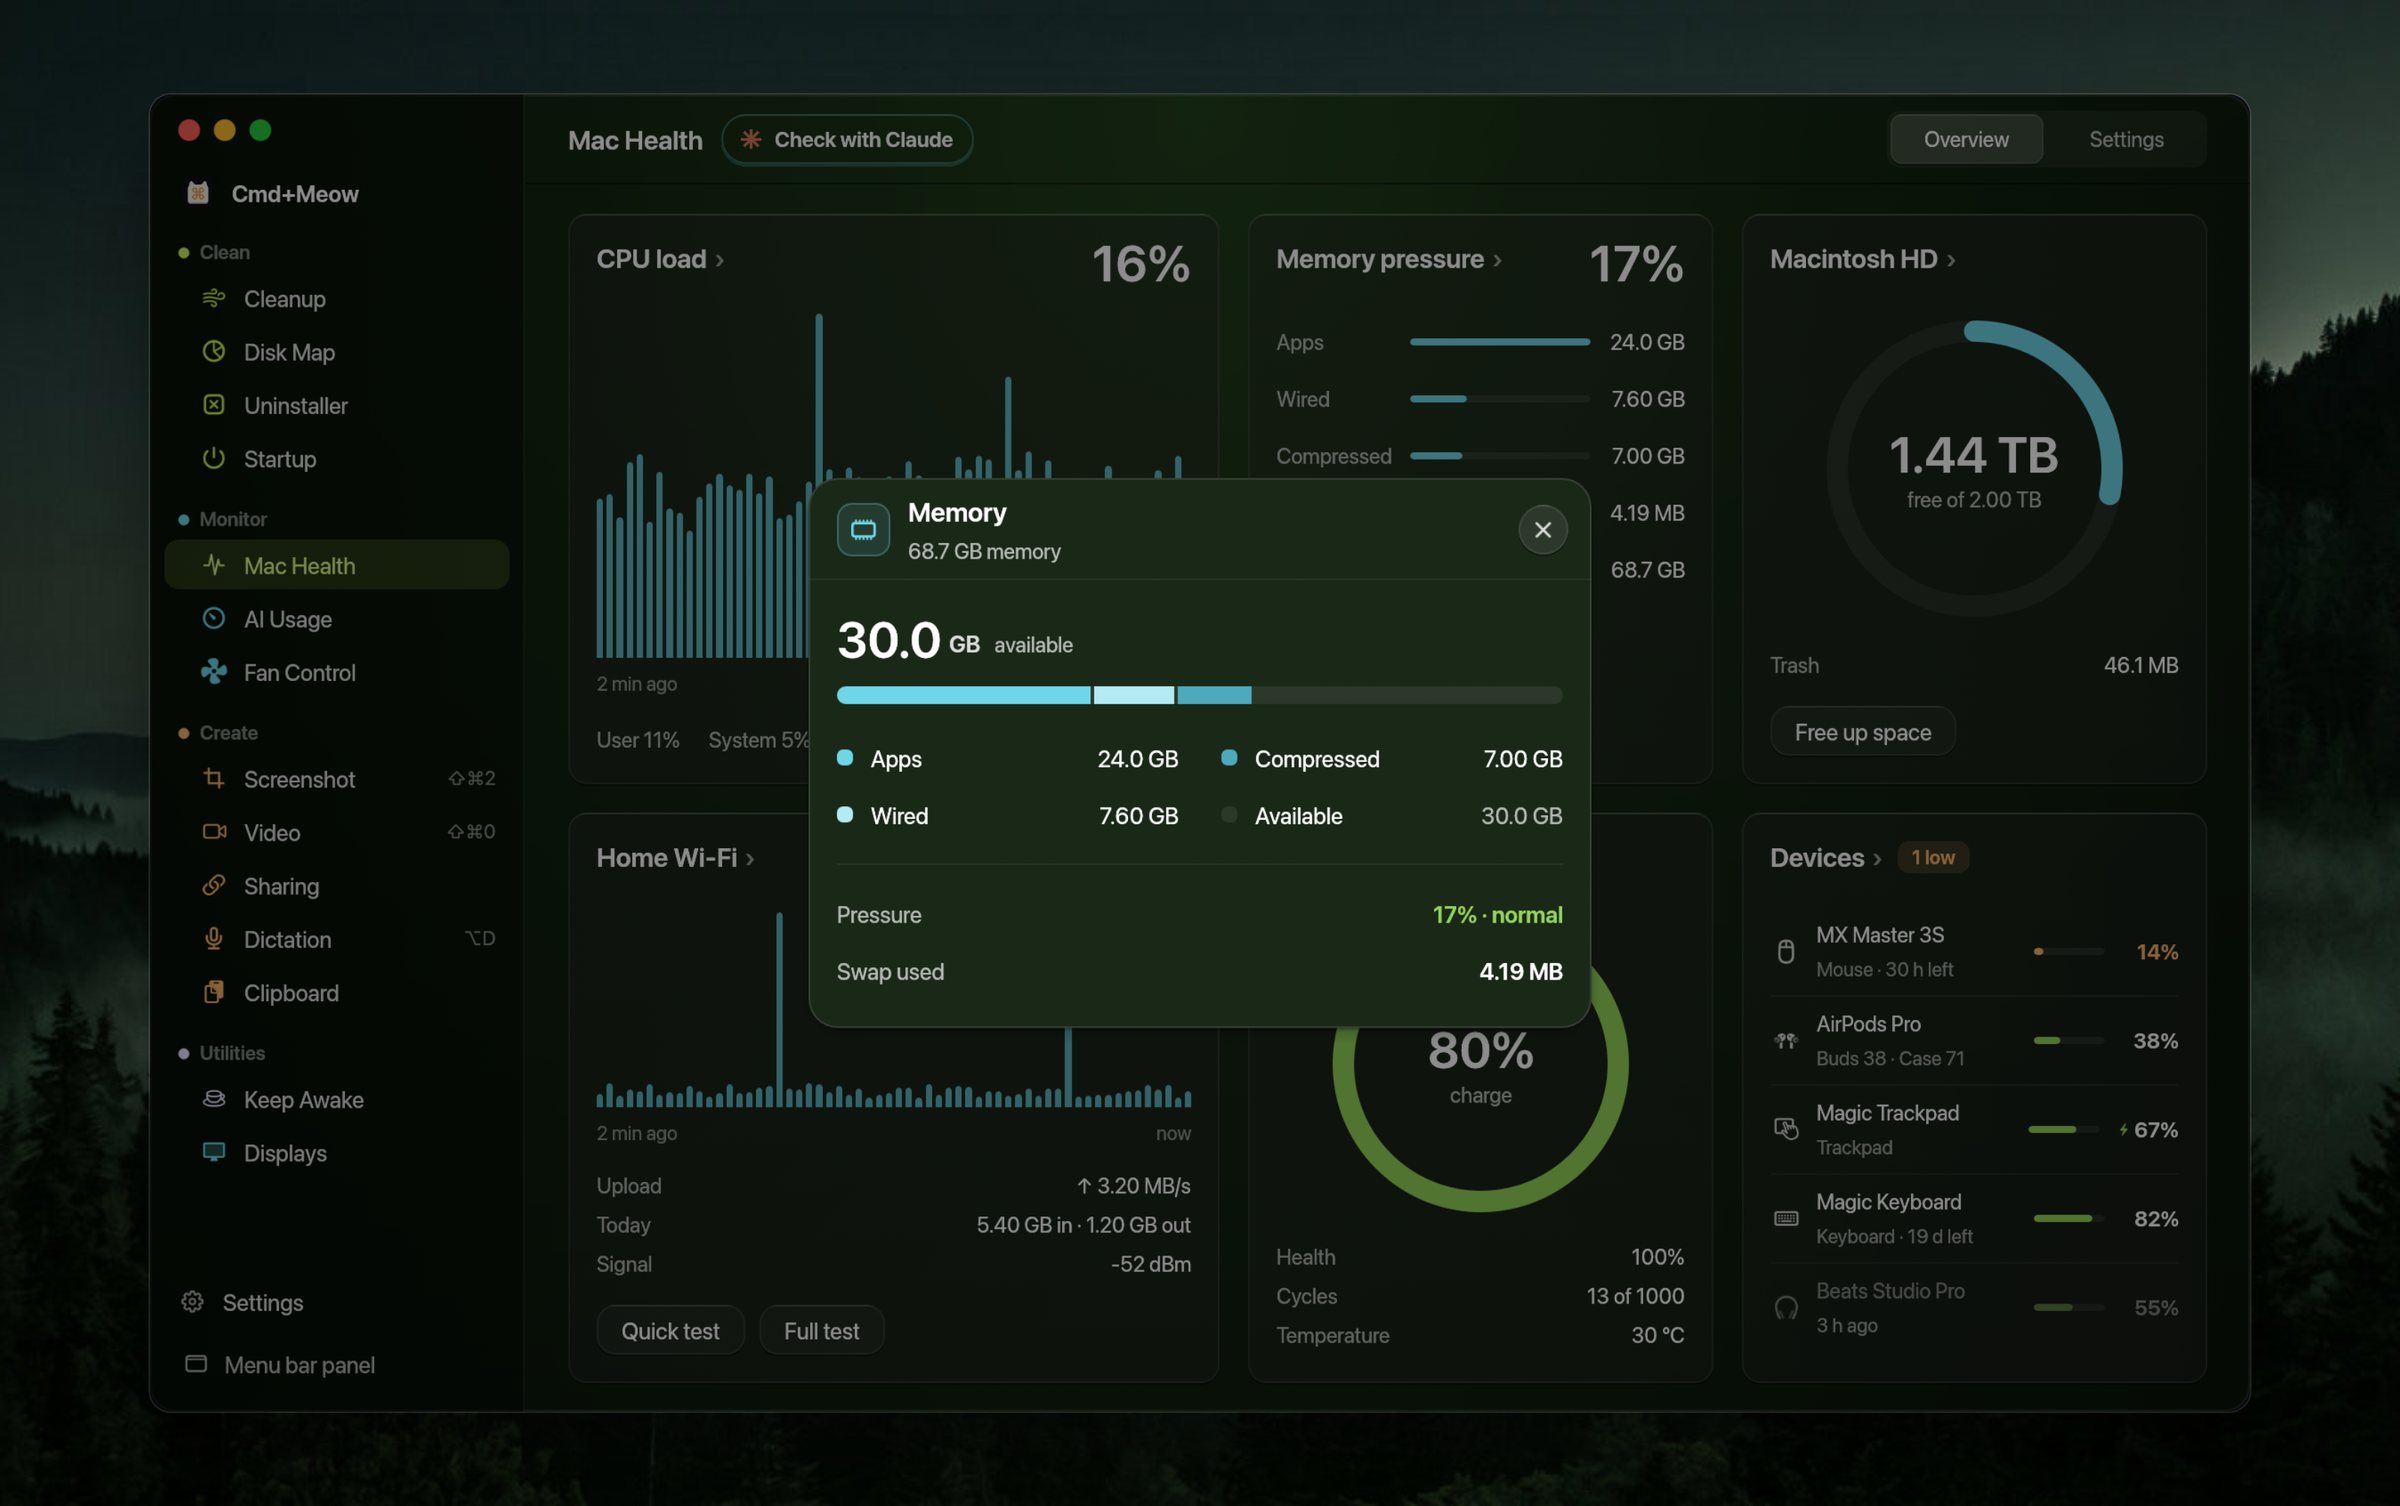 Cmd+Meow
Clean
Cleanup
Disk Map
Uninstaller
Startup
Monitor
Mac Health
AI Usage
Fan Control
Create
Screenshot ⇧⌘2
Video ⇧⌘0
Sharing
Dictation ⌥D
Clipboard
Utilities
Keep Awake
Displays
Settings
Menu bar panel
Mac Health
Check with Claude
Overview
Settings
CPU load ›
16%
2 min ago
User 11% System 5%
Memory pressure ›
17%
Apps 24.0 GB
Wired 7.60 GB
Compressed 7.00 GB
4.19 MB
68.7 GB
Macintosh HD ›
1.44 TB
free of 2.00 TB
Trash 46.1 MB
Free up space
Memory
68.7 GB memory
30.0 GB available
Apps 24.0 GB
Compressed 7.00 GB
Wired 7.60 GB
Available 30.0 GB
Pressure 17% · normal
Swap used 4.19 MB
Home Wi-Fi ›
2 min ago now
Upload ↑ 3.20 MB/s
Today 5.40 GB in · 1.20 GB out
Signal -52 dBm
Quick test
Full test
80%
charge
Health 100%
Cycles 13 of 1000
Temperature 30 °C
Devices ›
1 low
MX Master 3S
Mouse · 30 h left
14%
AirPods Pro
Buds 38 · Case 71
38%
Magic Trackpad
Trackpad
67%
Magic Keyboard
Keyboard · 19 d left
82%
Beats Studio Pro
3 h ago
55%